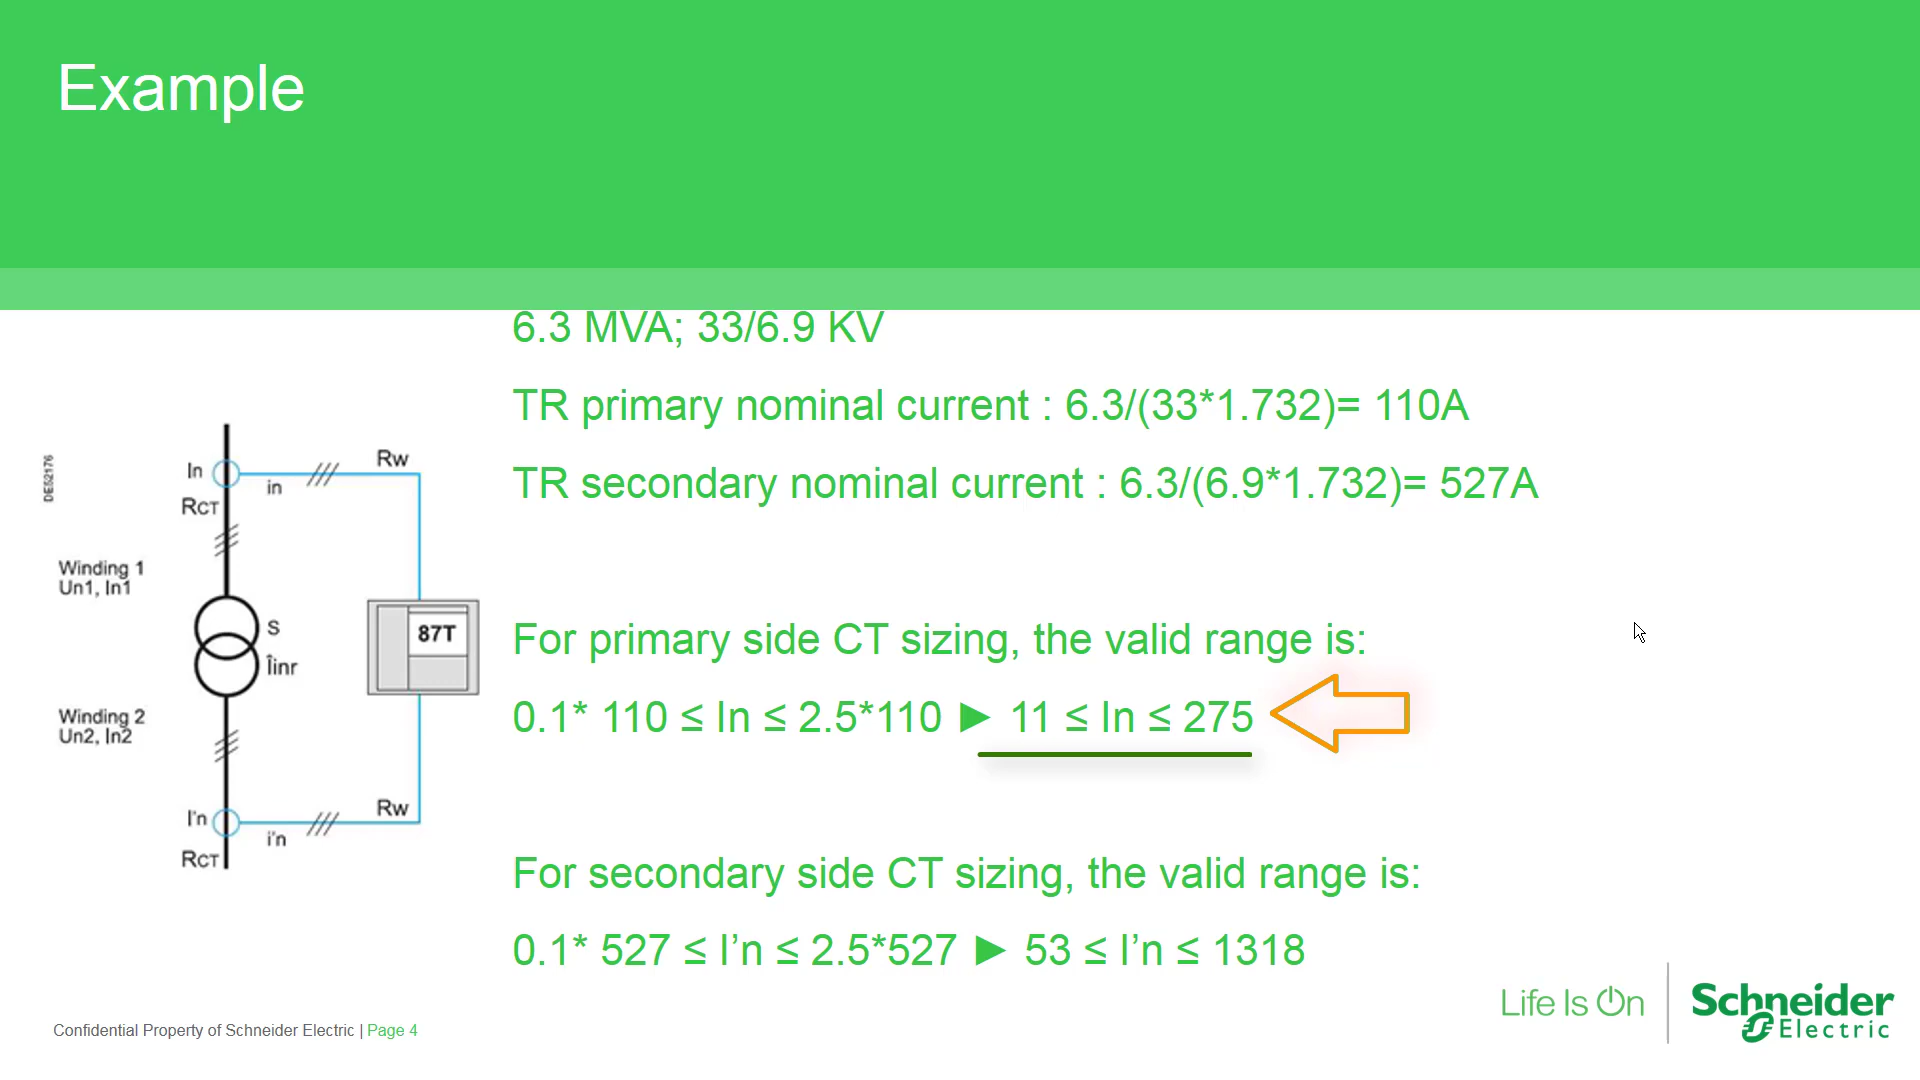 Example
6.3 MVA; 33/6.9 KV
TR primary nominal current : 6.3/(33*1.732)= 110A
TR secondary nominal current : 6.3/(6.9*1.732)= 527A
For primary side CT sizing, the valid range is:
0.1* 110 ≤ In ≤ 2.5*110 ► 11 ≤ In ≤ 275
For secondary side CT sizing, the valid range is:
0.1* 527 ≤ I’n ≤ 2.5*527 ► 53 ≤ I’n ≤ 1318
DE52176
In
in
Rw
RCT
Winding 1
Un1, In1
S
Îinr
87T
Winding 2
Un2, In2
I'n
i'n
Rw
RCT
Confidential Property of Schneider Electric | Page 4
Life Is On
Schneider
Electric